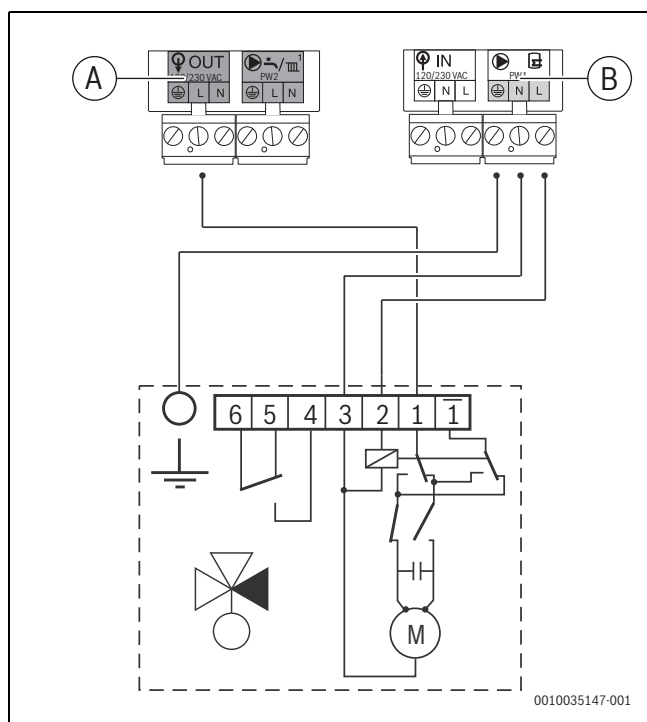 A
OUT
120/230 VAC
L N
1
PW2
L N
IN
120/230 VAC
N L
PW1
N L
B
6 5 4 3 2 1 1̅
M
0010035147-001